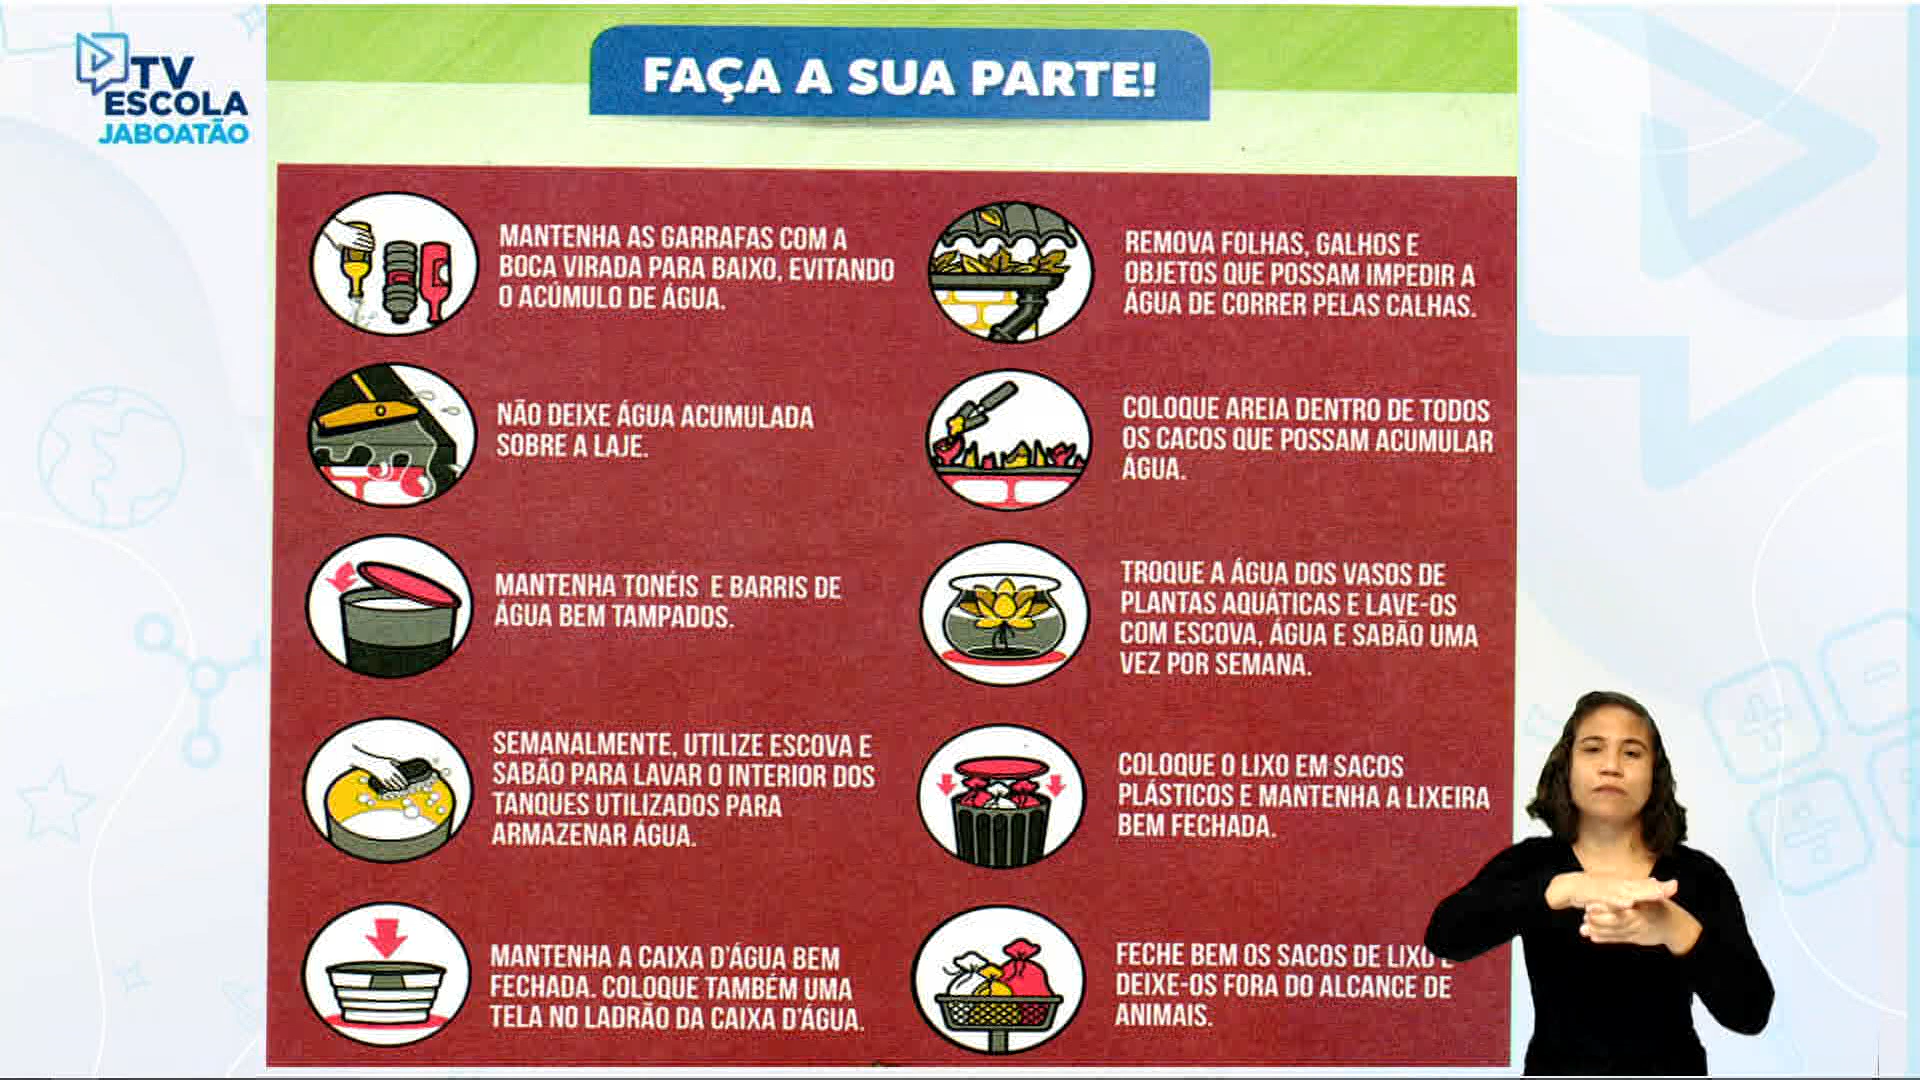 TV
ESCOLA
JABOATÃO
FAÇA A SUA PARTE!
MANTENHA AS GARRAFAS COM A
BOCA VIRADA PARA BAIXO, EVITANDO
O ACÚMULO DE ÁGUA.
NÃO DEIXE ÁGUA ACUMULADA
SOBRE A LAJE.
MANTENHA TONÉIS E BARRIS DE
ÁGUA BEM TAMPADOS.
SEMANALMENTE, UTILIZE ESCOVA E
SABÃO PARA LAVAR O INTERIOR DOS
TANQUES UTILIZADOS PARA
ARMAZENAR ÁGUA.
MANTENHA A CAIXA D'ÁGUA BEM
FECHADA. COLOQUE TAMBÉM UMA
TELA NO LADRÃO DA CAIXA D'ÁGUA.
REMOVA FOLHAS, GALHOS E
OBJETOS QUE POSSAM IMPEDIR A
ÁGUA DE CORRER PELAS CALHAS.
COLOQUE AREIA DENTRO DE TODOS
OS CACOS QUE POSSAM ACUMULAR
ÁGUA.
TROQUE A ÁGUA DOS VASOS DE
PLANTAS AQUÁTICAS E LAVE-OS
COM ESCOVA, ÁGUA E SABÃO UMA
VEZ POR SEMANA.
COLOQUE O LIXO EM SACOS
PLÁSTICOS E MANTENHA A LIXEIRA
BEM FECHADA.
FECHE BEM OS SACOS DE LIXO E
DEIXE-OS FORA DO ALCANCE DE
ANIMAIS.